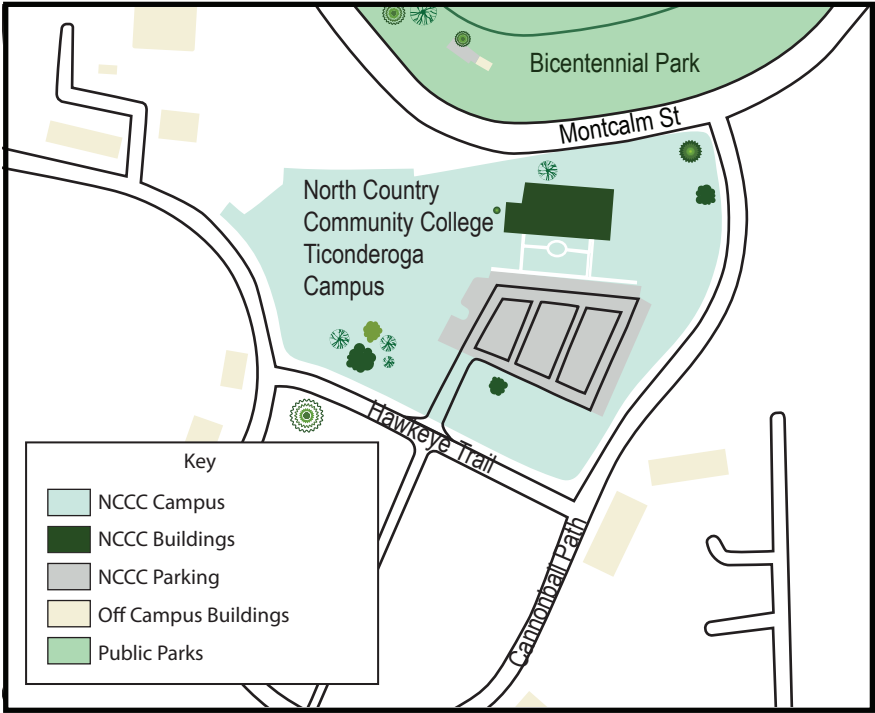 Bicentennial Park
Montcalm St
North Country
Community College
Ticonderoga
Campus
Hawkeye Trail
Cannonball Path
Key
NCCC Campus
NCCC Buildings
NCCC Parking
Off Campus Buildings
Public Parks